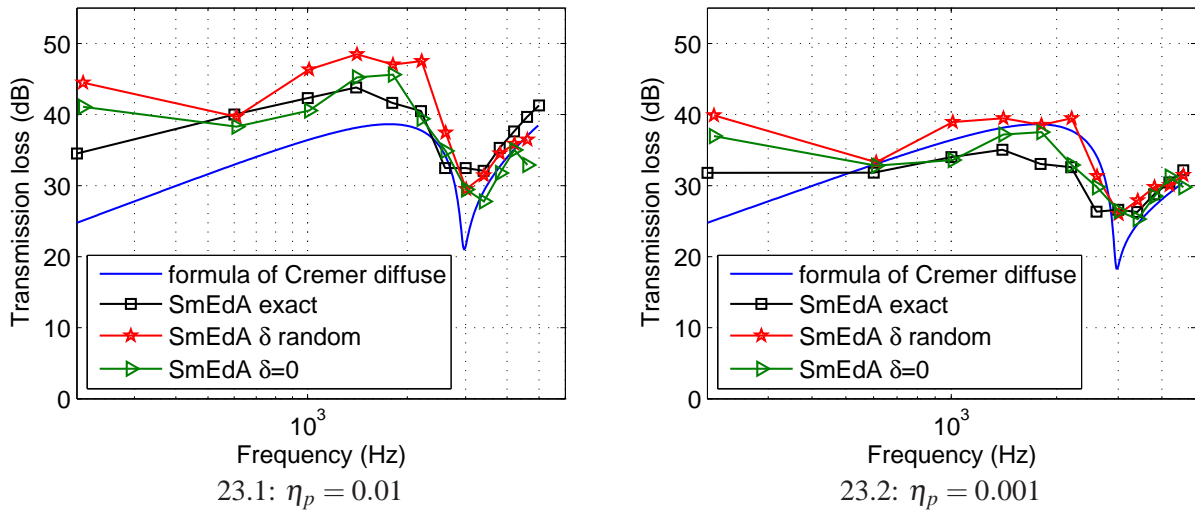 50
40
30
20
10
0
Transmission loss (dB)
formula of Cremer diffuse
SmEdA exact
SmEdA δ random
SmEdA δ=0
10³
Frequency (Hz)
23.1: η_p = 0.01
50
40
30
20
10
0
Transmission loss (dB)
formula of Cremer diffuse
SmEdA exact
SmEdA δ random
SmEdA δ=0
10³
Frequency (Hz)
23.2: η_p = 0.001